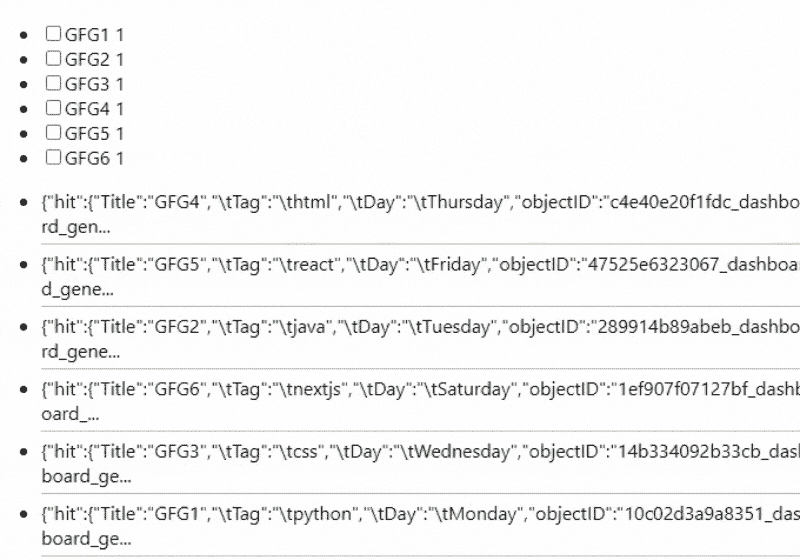 GFG1 1
GFG2 1
GFG3 1
GFG4 1
GFG5 1
GFG6 1
{"hit":{"Title":"GFG4","\tTag":"\thtml","\tDay":"\tThursday","objectID":"c4e40e20f1fdc_dashbo
rd_gen...
{"hit":{"Title":"GFG5","\tTag":"\treact","\tDay":"\tFriday","objectID":"47525e6323067_dashboa
d_gene...
{"hit":{"Title":"GFG2","\tTag":"\tjava","\tDay":"\tTuesday","objectID":"289914b89abeb_dashbo
rd_gene...
{"hit":{"Title":"GFG6","\tTag":"\tnextjs","\tDay":"\tSaturday","objectID":"1ef907f07127bf_dashb
oard_...
{"hit":{"Title":"GFG3","\tTag":"\tcss","\tDay":"\tWednesday","objectID":"14b334092b33cb_das
board_ge...
{"hit":{"Title":"GFG1","\tTag":"\tpython","\tDay":"\tMonday","objectID":"10c02d3a9a8351_das
board_ge...